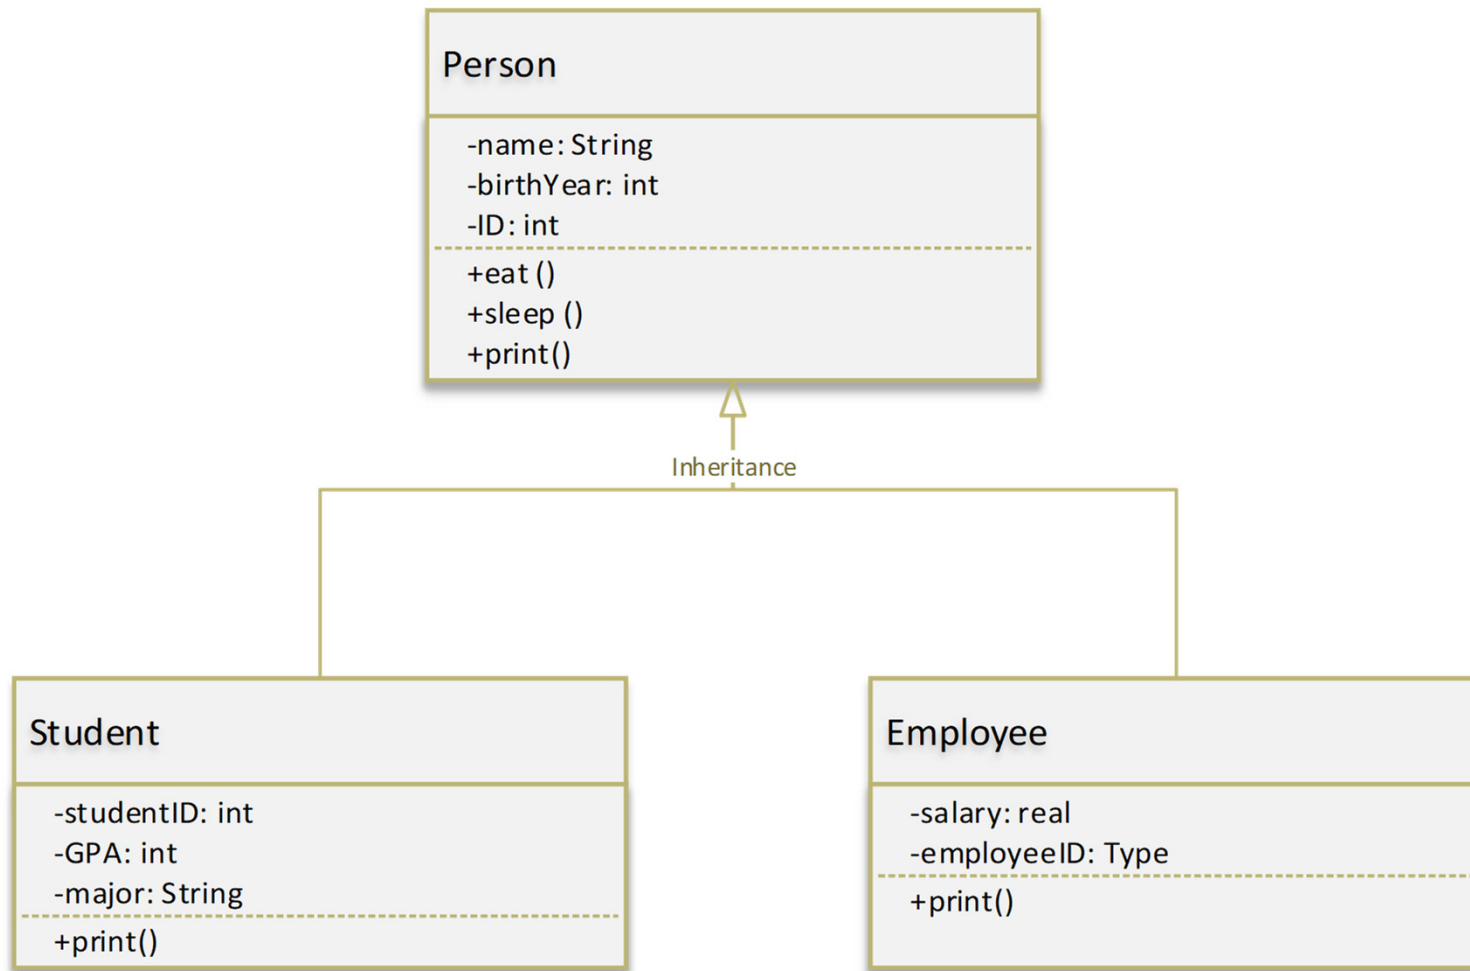 Person
-name: String
-birthYear: int
-ID: int
+eat ()
+sleep ()
+print()
Inheritance
Student
-studentID: int
-GPA: int
-major: String
+print()
Employee
-salary: real
-employeeID: Type
+print()